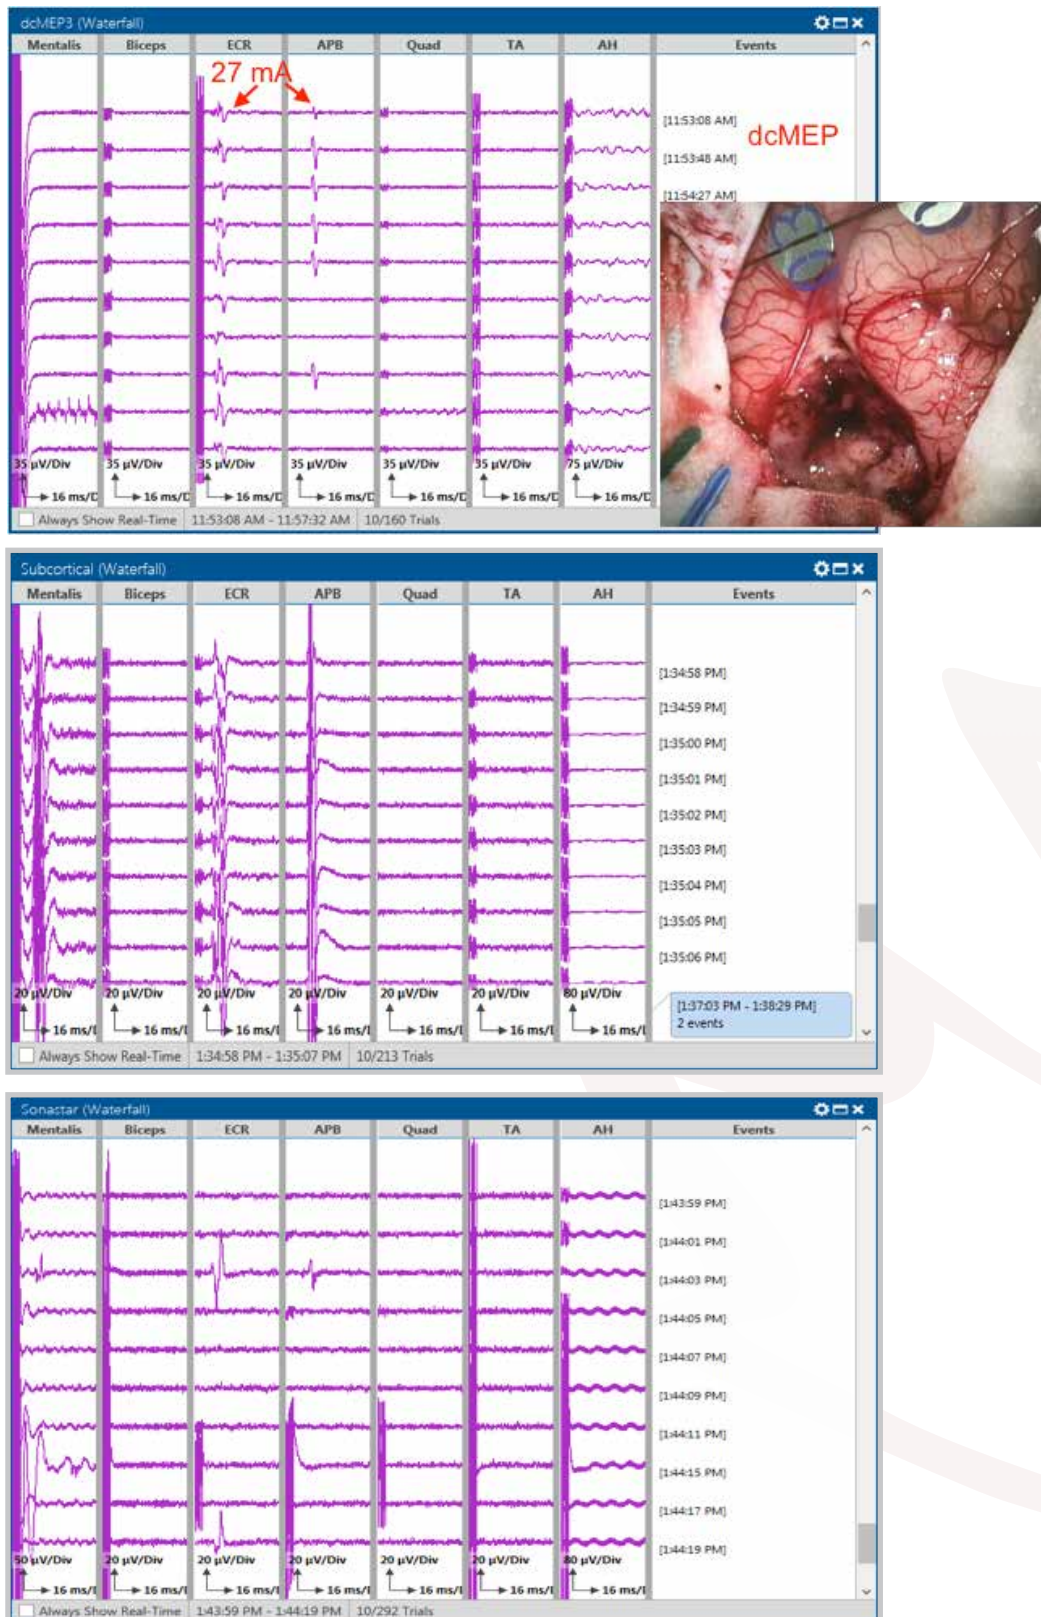 dcMEP3 (Waterfall)
Mentalis Biceps ECR APB Quad TA AH Events
27 mA
[11:53:08 AM]
dcMEP
[11:53:48 AM]
[11:54:27 AM]
35 µV/Div 35 µV/Div 35 µV/Div 35 µV/Div 35 µV/Div 35 µV/Div 75 µV/Div
16 ms/D 16 ms/D 16 ms/D 16 ms/D 16 ms/D 16 ms/D 16 ms/D
Always Show Real-Time 11:53:08 AM - 11:57:32 AM 10/160 Trials
Subcortical (Waterfall)
Mentalis Biceps ECR APB Quad TA AH Events
[1:34:58 PM]
[1:34:59 PM]
[1:35:00 PM]
[1:35:01 PM]
[1:35:02 PM]
[1:35:03 PM]
[1:35:04 PM]
[1:35:05 PM]
[1:35:06 PM]
20 µV/Div 20 µV/Div 20 µV/Div 20 µV/Div 20 µV/Div 20 µV/Div 80 µV/Div
[1:37:03 PM - 1:38:29 PM]
2 events
16 ms/ 16 ms/ 16 ms/ 16 ms/ 16 ms/ 16 ms/ 16 ms/
Always Show Real-Time 1:34:58 PM - 1:35:07 PM 10/213 Trials
Sonastar (Waterfall)
Mentalis Biceps ECR APB Quad TA AH Events
[1:43:59 PM]
[1:44:01 PM]
[1:44:03 PM]
[1:44:05 PM]
[1:44:07 PM]
[1:44:09 PM]
[1:44:11 PM]
[1:44:15 PM]
[1:44:17 PM]
[1:44:19 PM]
50 µV/Div 20 µV/Div 20 µV/Div 20 µV/Div 20 µV/Div 20 µV/Div 80 µV/Div
16 ms/ 16 ms/ 16 ms/ 16 ms/ 16 ms/ 16 ms/ 16 ms/
Always Show Real-Time 1:43:59 PM - 1:44:19 PM 10/292 Trials